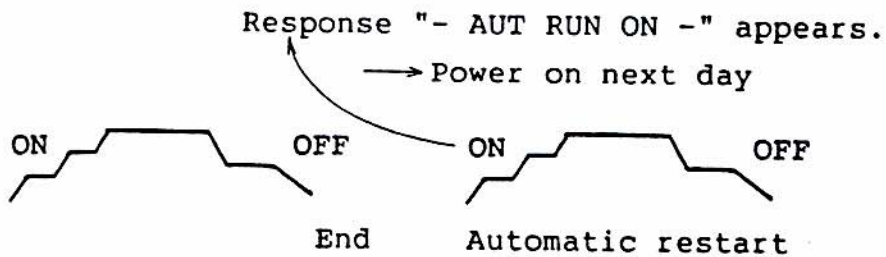 Response "- AUT RUN ON -" appears.
→ Power on next day
ON OFF ON OFF
End Automatic restart